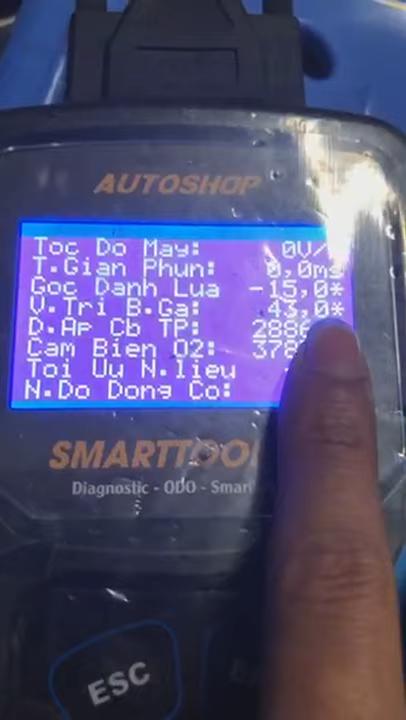 AUTOSHOP
Toc Do May: 0V/
T.Gian Phun: 0,0ms
Goc Danh Lua -15,0*
V.Tri B.Ga: 43,0*
D.Ap Cb TP: 2886
Cam Bien O2: 378
Toi Uu N.lieu
N.Do Dong Co:
SMARTTOOL
Diagnostic - ODO - Smart
ESC